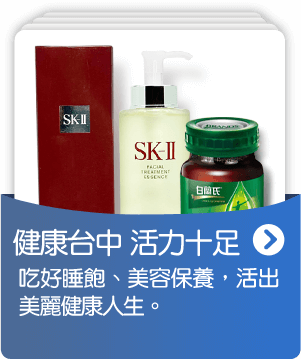 SK-II
SK-II
FACIAL
TREATMENT
ESSENCE
BRAND'S
白蘭氏
健康台中 活力十足
吃好睡飽、美容保養，活出
美麗健康人生。